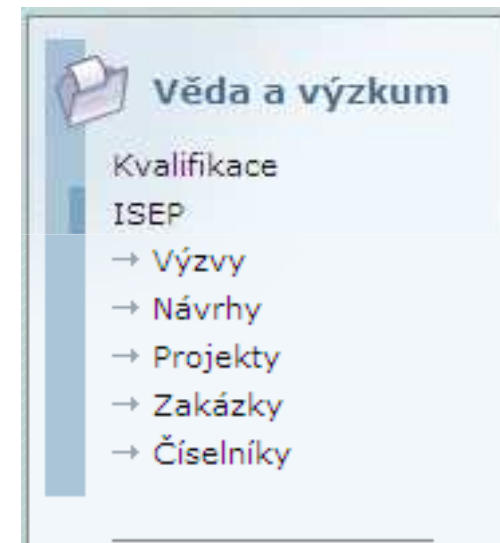 Věda a výzkum
Kvalifikace
ISEP
→ Výzvy
→ Návrhy
→ Projekty
→ Zakázky
→ Číselníky